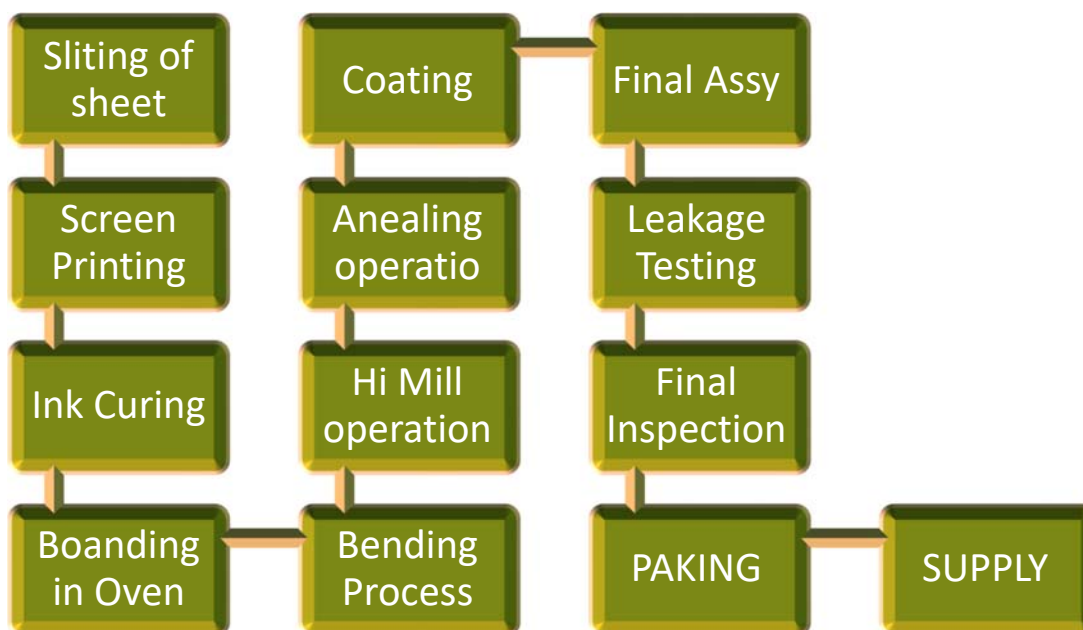 Sliting of
sheet
Screen
Printing
Ink Curing
Boanding
in Oven
Bending
Process
Hi Mill
operation
Anealing
operatio
Coating
Final Assy
Leakage
Testing
Final
Inspection
PAKING
SUPPLY